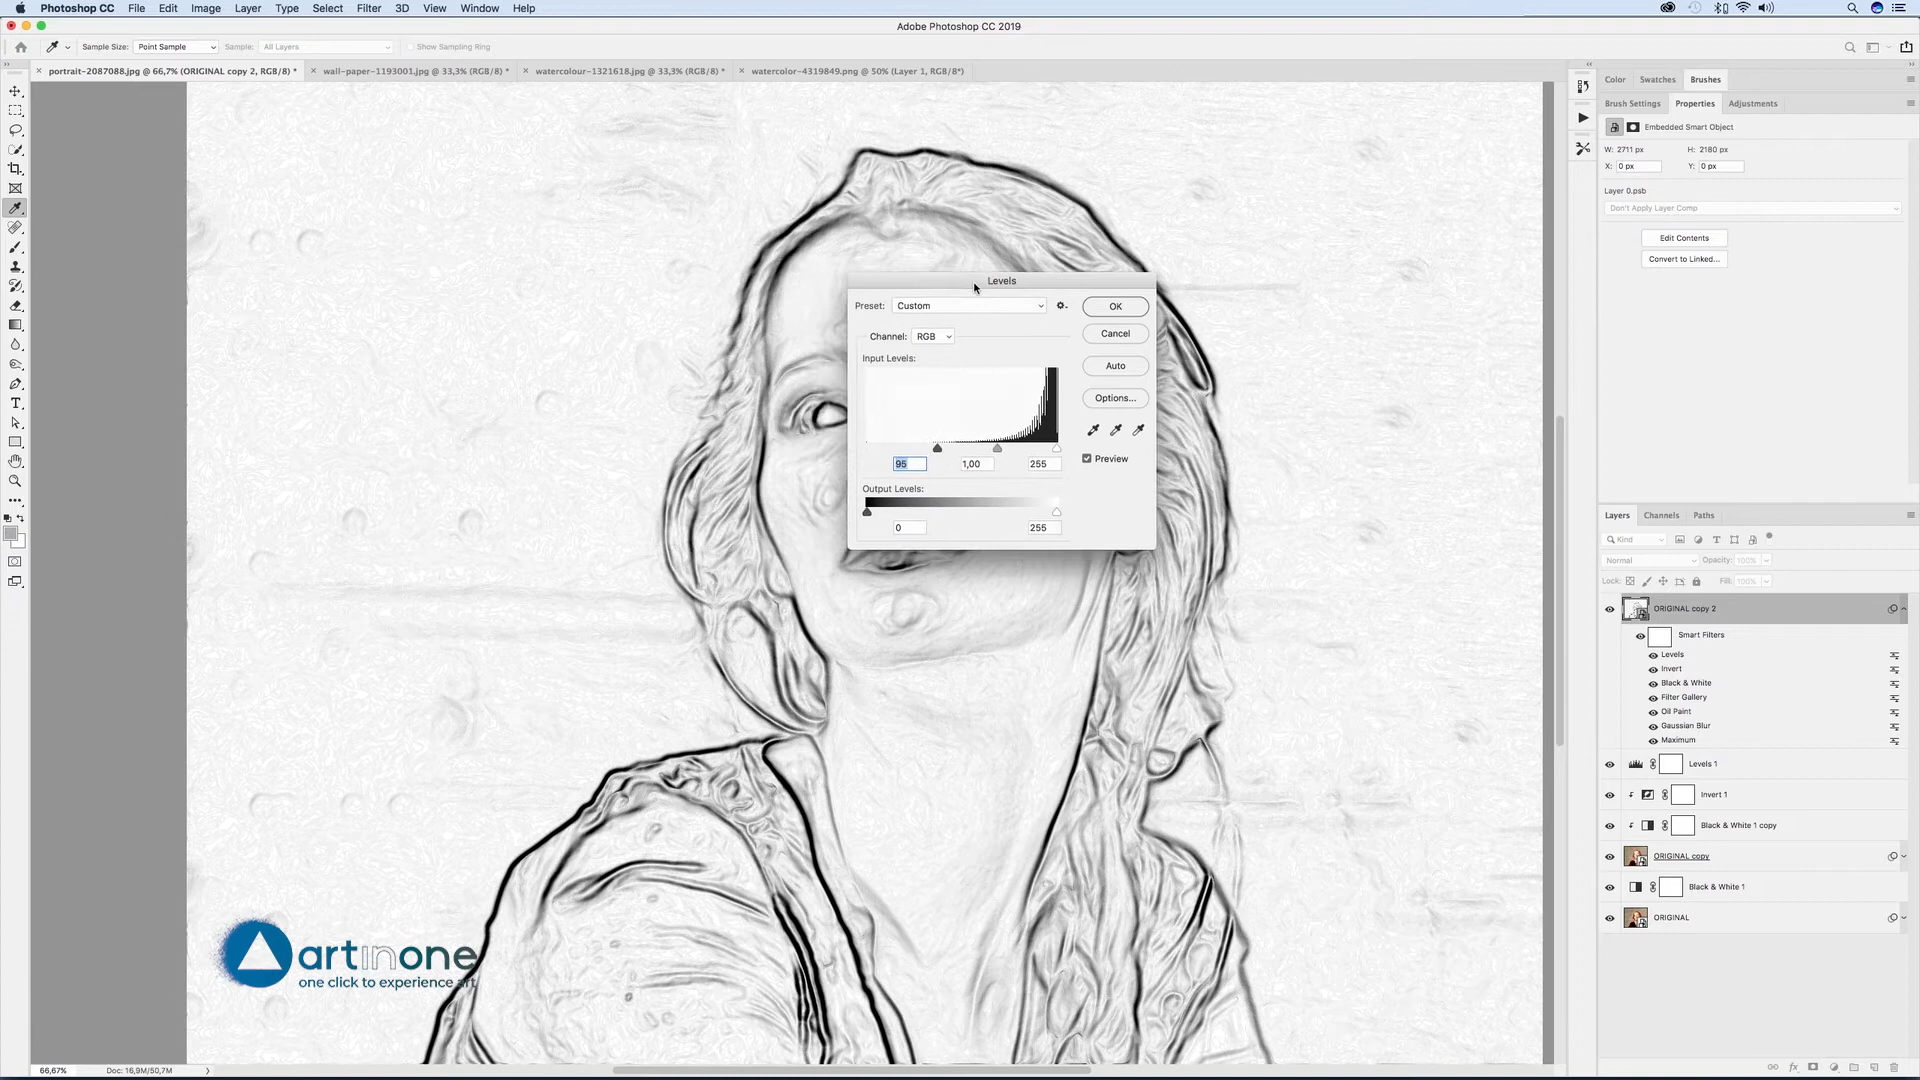 Photoshop CC File Edit Image Layer Type Select Filter 3D View Window Help
Adobe Photoshop CC 2019
Sample Size: Point Sample Sample: All Layers Show Sampling Ring
portrait-2087088.jpg @ 66,7% (ORIGINAL copy 2, RGB/8) * wall-paper-1193001.jpg @ 33,3% (RGB/8) * watercolour-1321618.jpg @ 33,3% (RGB/8) * watercolor-4319849.png @ 50% (Layer 1, RGB/8*)
Color Swatches Brushes
Brush Settings Properties Adjustments
Embedded Smart Object
W: 2711 px H: 2180 px
X: 0 px Y: 0 px
Layer 0.psb
Don't Apply Layer Comp
Edit Contents
Convert to Linked...
Levels
Preset: Custom OK
Channel: RGB Cancel
Input Levels:
Auto
Options...
Preview
95 1,00 255
Output Levels:
0 255
Layers Channels Paths
Kind
Normal Opacity: 100%
Lock: Fill: 100%
ORIGINAL copy 2
Smart Filters
Levels
Invert
Black & White
Filter Gallery
Oil Paint
Gaussian Blur
Maximum
Levels 1
Invert 1
Black & White 1 copy
ORIGINAL copy
Black & White 1
ORIGINAL
artinone
one click to experience art
66,67% Doc: 16,9M/50,7M